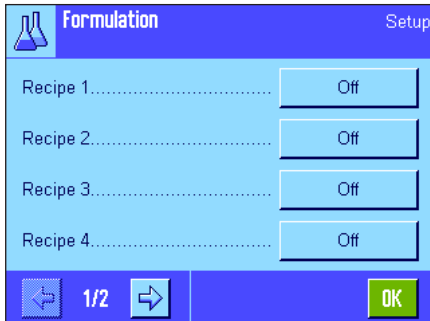 Formulation Setup
Recipe 1.............................. Off
Recipe 2.............................. Off
Recipe 3.............................. Off
Recipe 4.............................. Off
1/2 OK